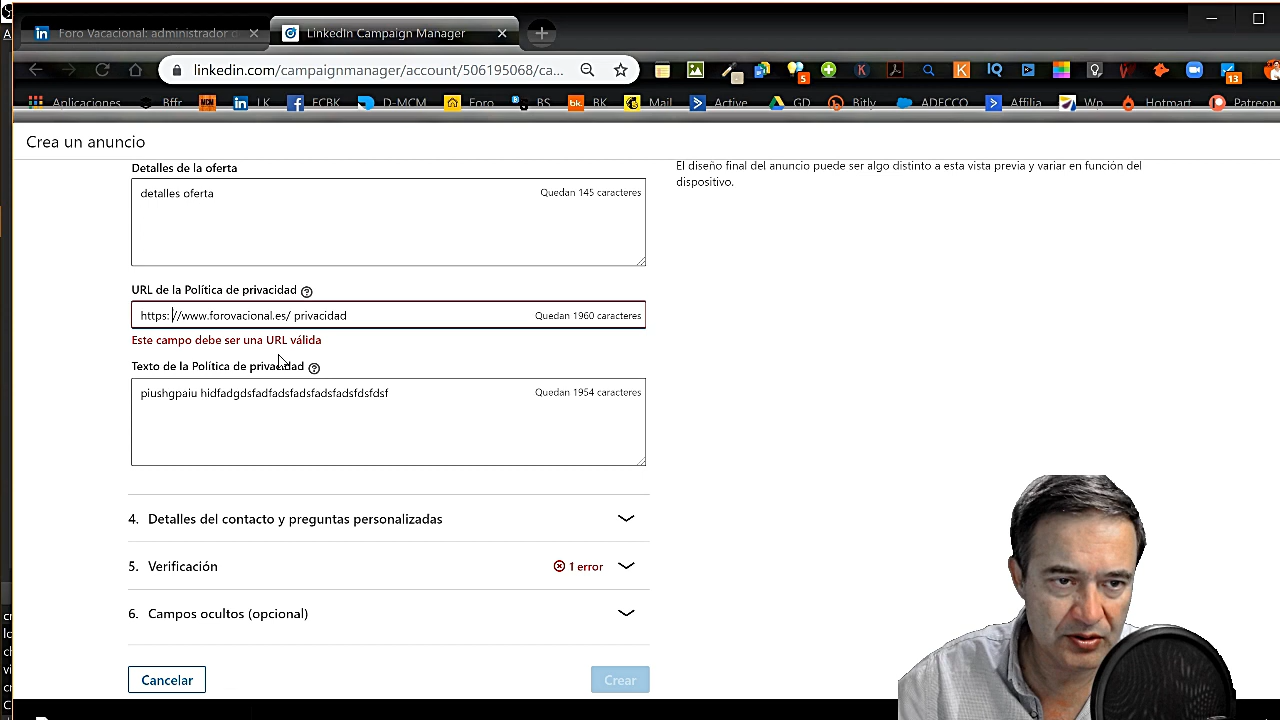 Foro Vacacional: administrador
LinkedIn Campaign Manager
linkedin.com/campaignmanager/account/506195068/ca...
5
13
Aplicaciones Bffr LK FCBK D-MCM Foro BS BK Mail Active GD Bitly ADECCO Affilia Wp Hotmart Patreon
Crea un anuncio
Detalles de la oferta
detalles oferta
Quedan 145 caracteres
El diseño final del anuncio puede ser algo distinto a esta vista previa y variar en función del
dispositivo.
URL de la Política de privacidad
https: //www.forovacional.es/ privacidad
Quedan 1960 caracteres
Este campo debe ser una URL válida
Texto de la Política de privacidad
piushgpaiu hidfadgdsfadfadsfadsfadsfadsfdsfdsf
Quedan 1954 caracteres
4. Detalles del contacto y preguntas personalizadas
5. Verificación
1 error
6. Campos ocultos (opcional)
Cancelar
Crear